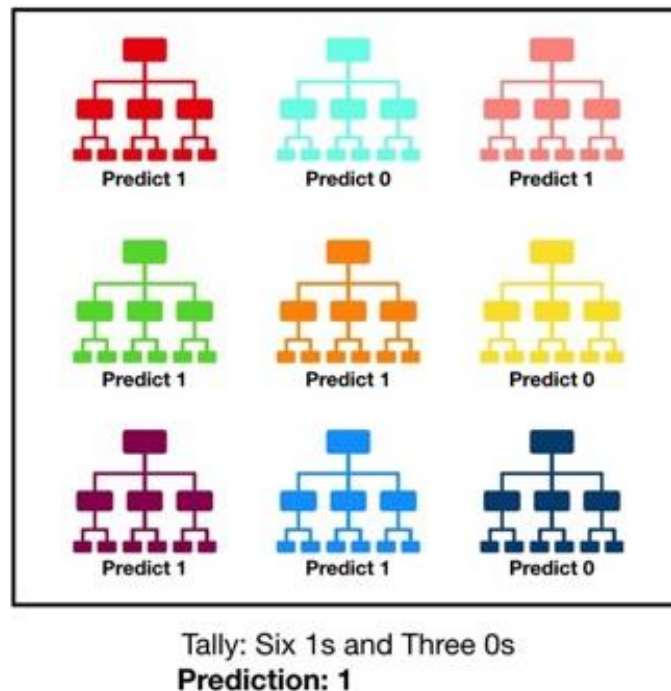 Predict 1 Predict 0 Predict 1
Predict 1 Predict 1 Predict 0
Predict 1 Predict 1 Predict 0
Tally: Six 1s and Three 0s
Prediction: 1